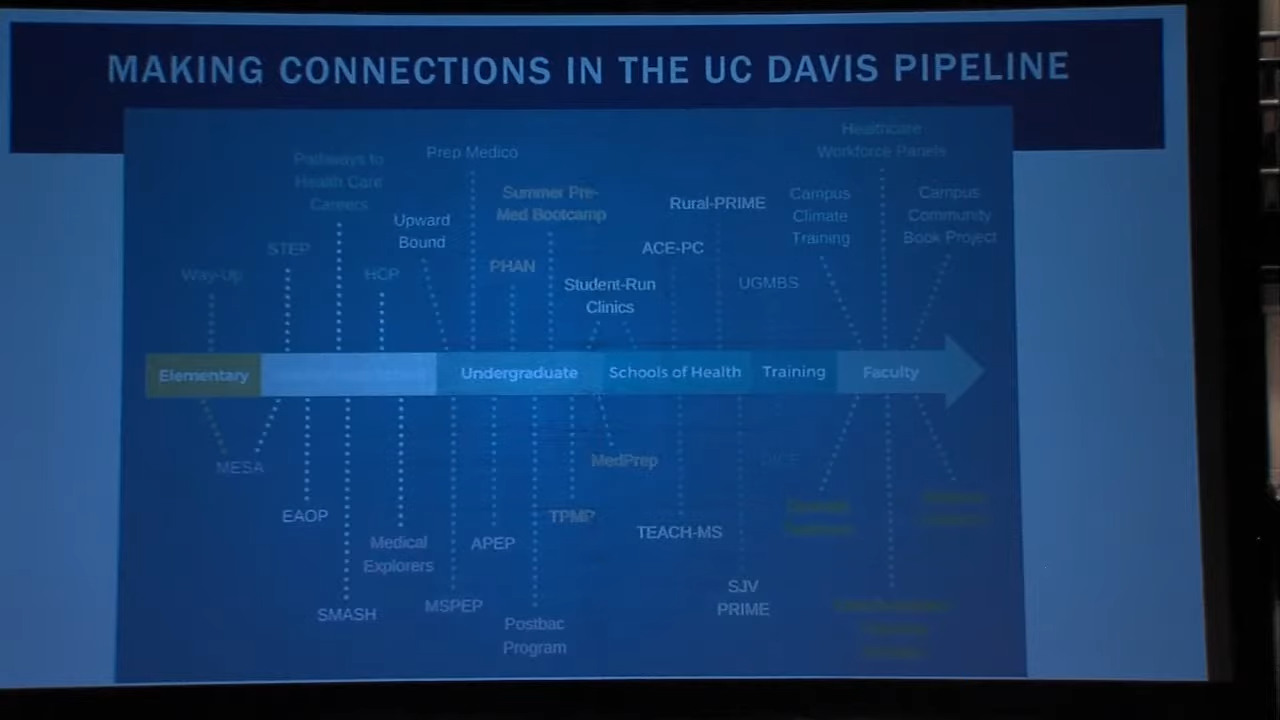 MAKING CONNECTIONS IN THE UC DAVIS PIPELINE
Healthcare
Workforce Panels
Prep Medico
Pathways to
Health Care
Careers
Summer Pre-
Med Bootcamp
Rural-PRIME
Campus
Climate
Training
Campus
Community
Book Project
Upward
Bound
STEP
ACE-PC
Way-Up
HCP
PHAN
Student-Run
Clinics
UGMBS
Elementary
Undergraduate
Schools of Health
Training
Faculty
MESA
MedPrep
EAOP
TPMP
TEACH-MS
Medical
Explorers
APEP
SMASH
MSPEP
SJV
PRIME
Postbac
Program